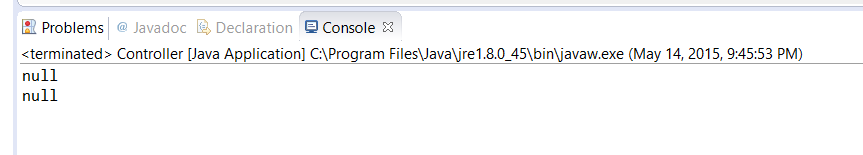 Problems @ Javadoc Declaration Console
<terminated> Controller [Java Application] C:\Program Files\Java\jre1.8.0_45\bin\javaw.exe (May 14, 2015, 9:45:53 PM)
null
null